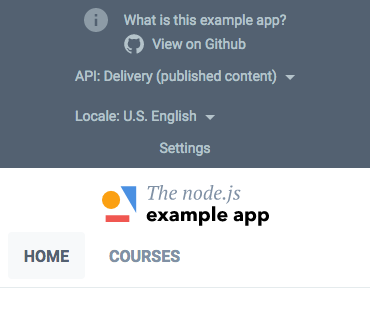 What is this example app?
View on Github
API: Delivery (published content)
Locale: U.S. English
Settings
The node.js
example app
HOME COURSES